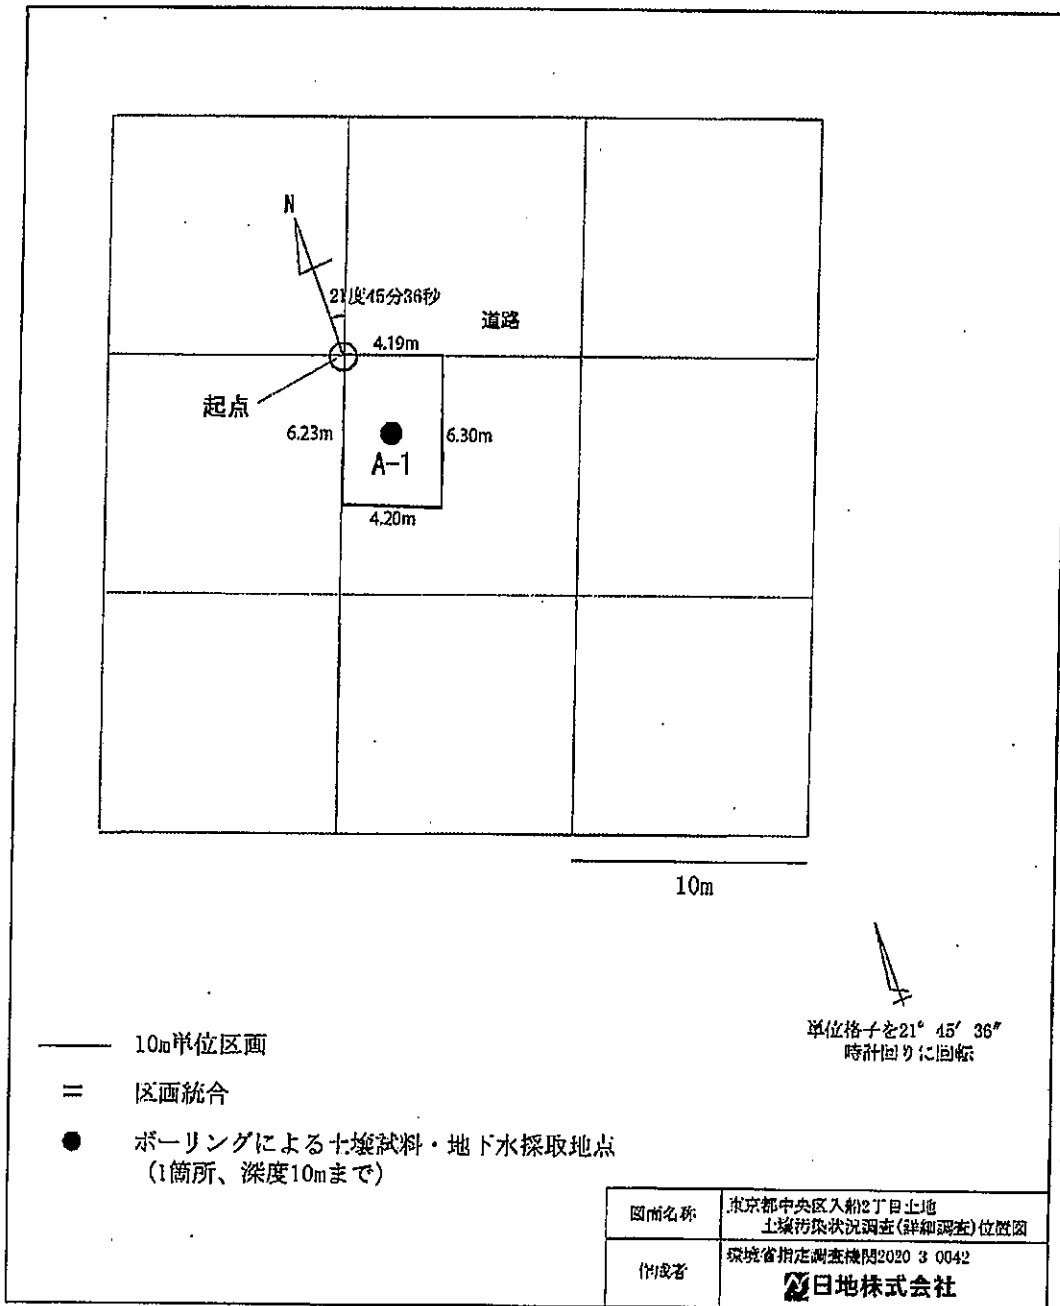 N
21度45分36秒
道路
4.19m
起点
6.23m
6.30m
A-1
4.20m
10m
単位格子を21° 45′ 36″
時計回りに回転
10m単位区画
区画統合
ボーリングによる土壌試料・地下水採取地点
(1箇所、深度10mまで)
図面名称
東京都中央区入船2丁目土地
土壌汚染状況調査(詳細調査)位置図
作成者
環境省指定調査機関2020 3 0042
日地株式会社